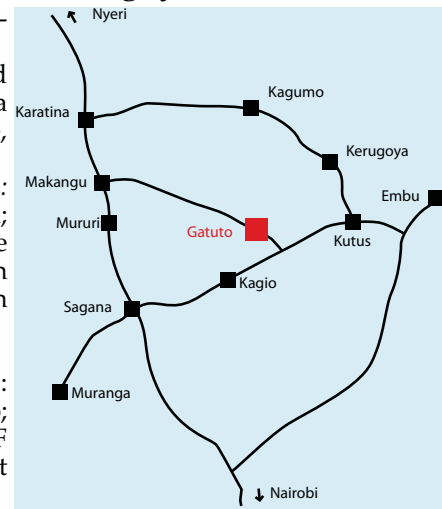 Nyeri
Kagumo
Karatina
Kerugoya
Makangu
Embu
Mururi
Gatuto
Kutus
Kagio
Sagana
Muranga
Nairobi